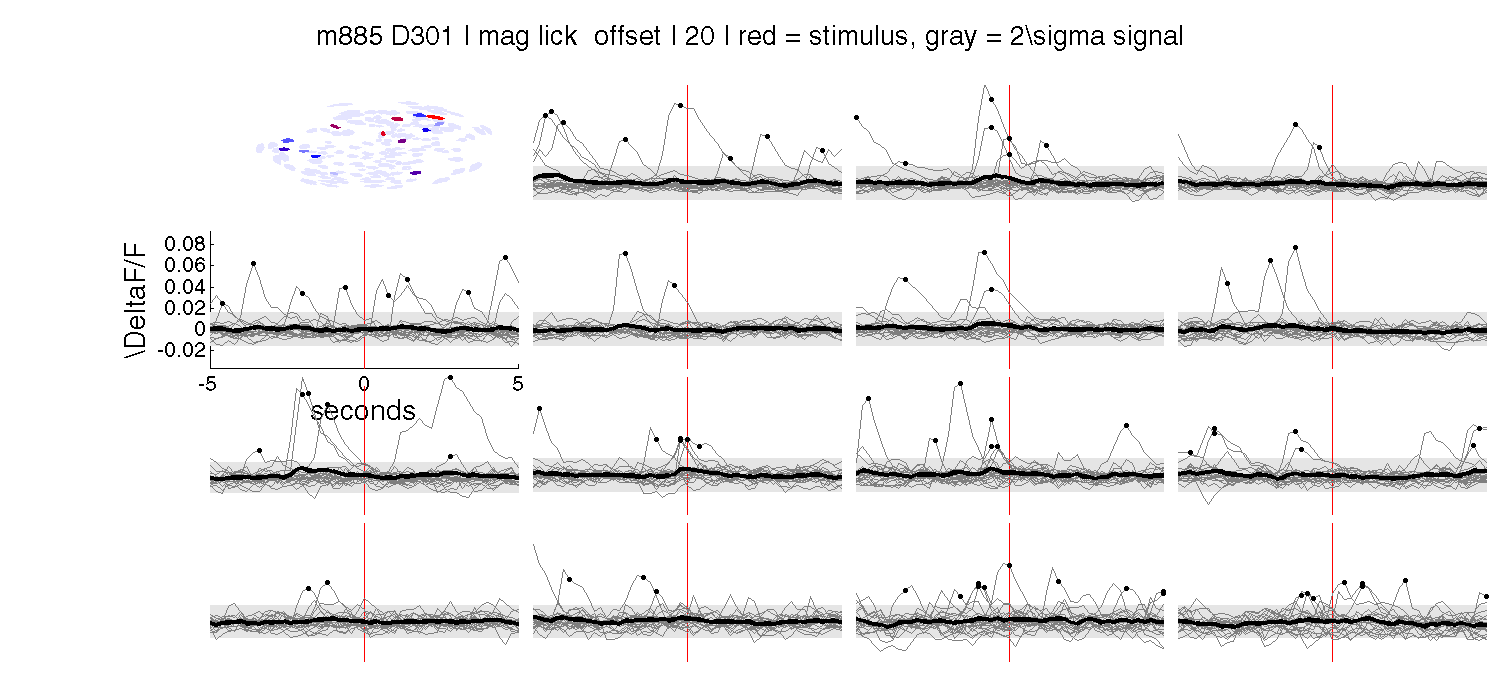 m885 D301 | mag lick  offset | 20 | red = stimulus, gray = 2\sigma signal
\DeltaF/F
0.08
0.06
0.04
0.02
0
-0.02
-5 0 5
seconds